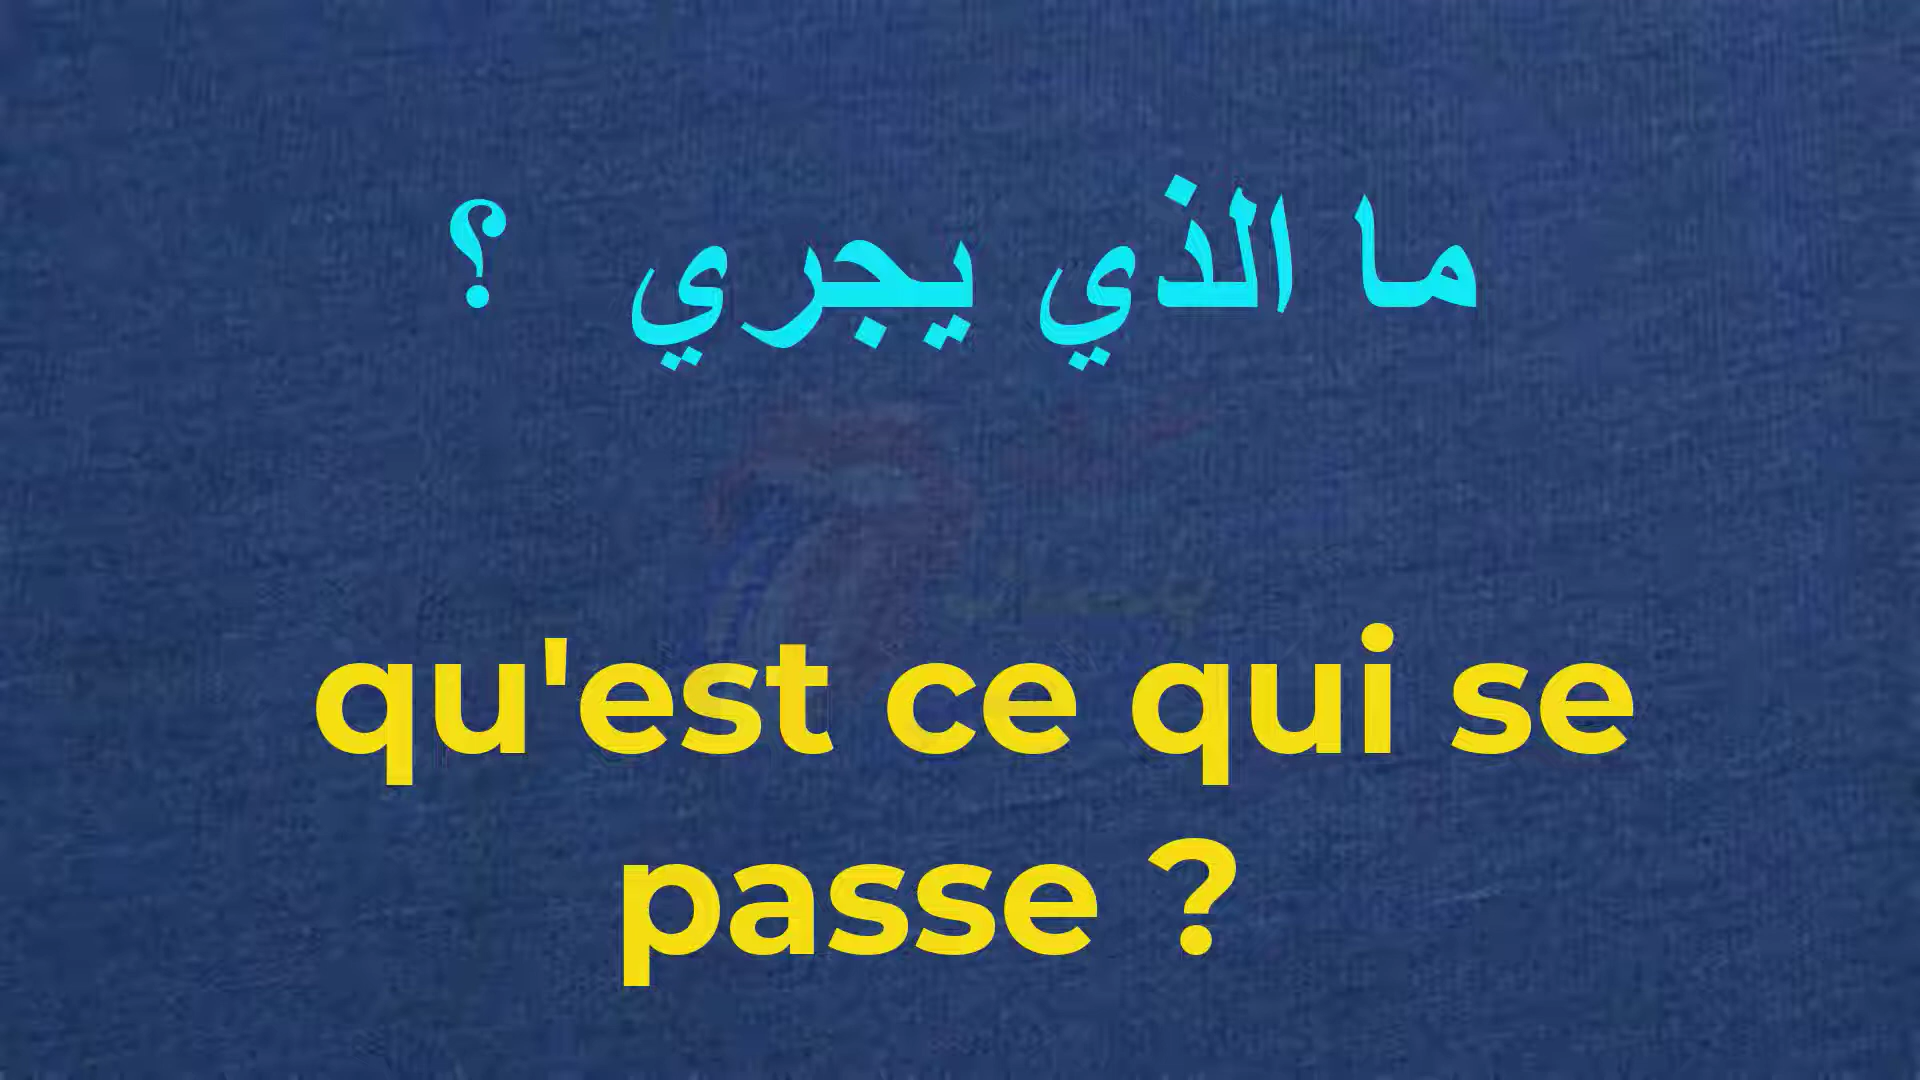 ما الذي يجري ؟
qu'est ce qui se
passe ?